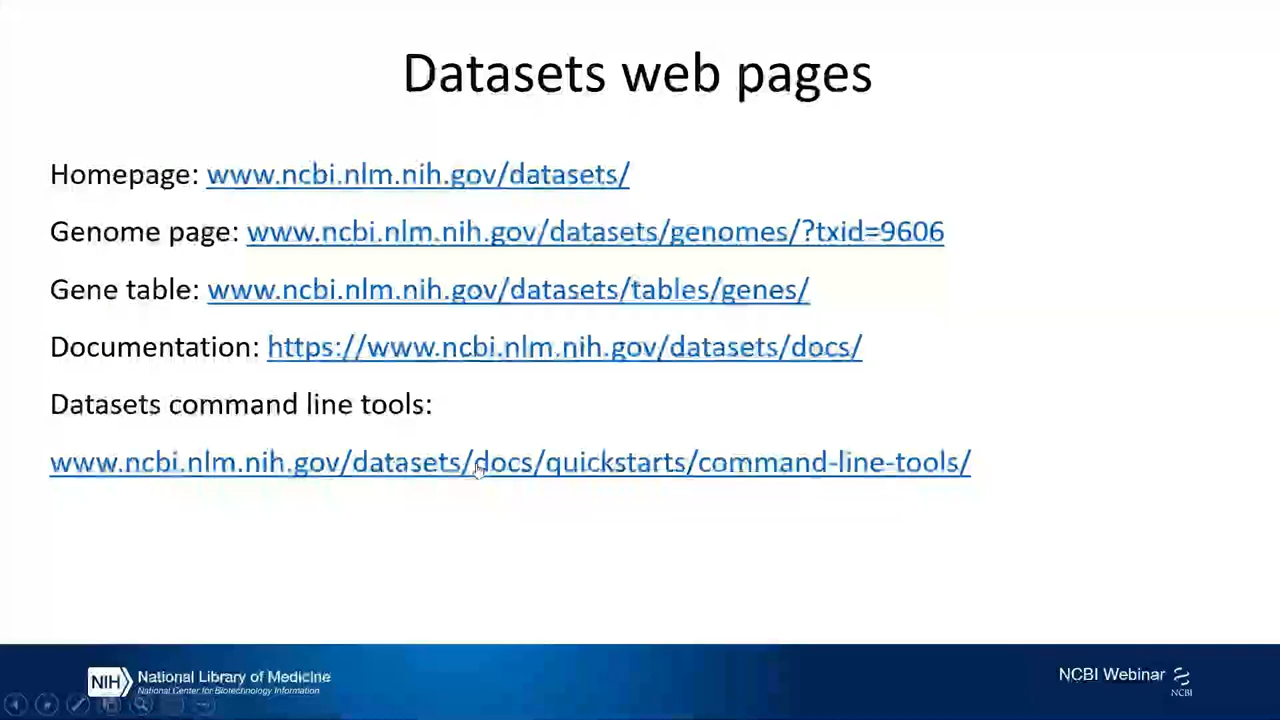 Datasets web pages
Homepage: www.ncbi.nlm.nih.gov/datasets/
Genome page: www.ncbi.nlm.nih.gov/datasets/genomes/?txid=9606
Gene table: www.ncbi.nlm.nih.gov/datasets/tables/genes/
Documentation: https://www.ncbi.nlm.nih.gov/datasets/docs/
Datasets command line tools:
www.ncbi.nlm.nih.gov/datasets/docs/quickstarts/command-line-tools/
NIH National Library of Medicine
National Center for Biotechnology Information
NCBI Webinar
NCBI